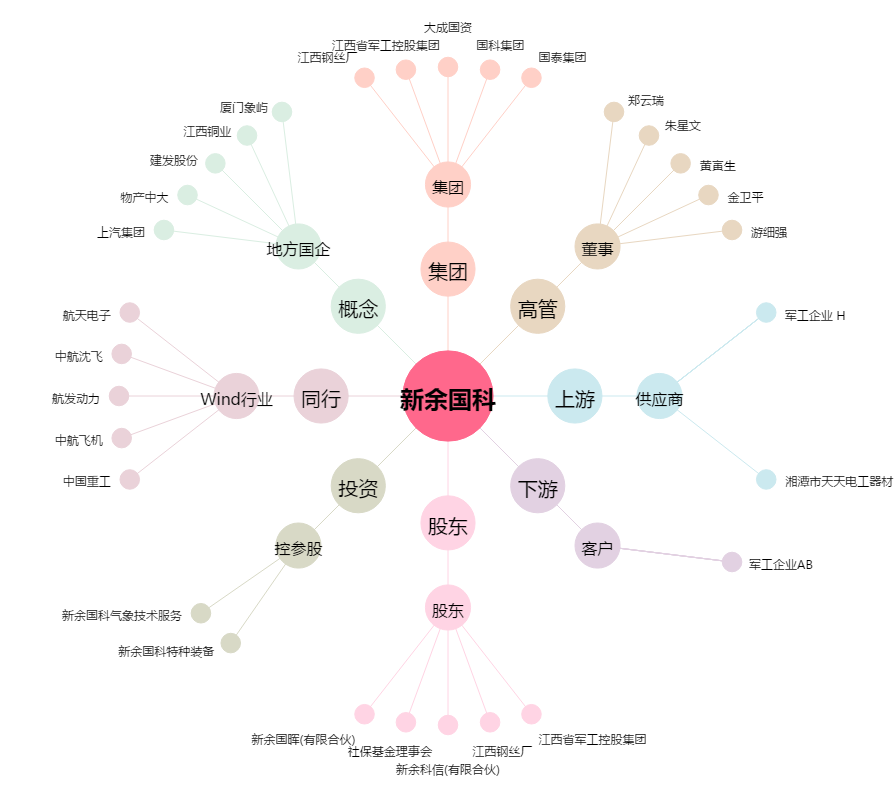 大成国资
江西省军工控股集团
国科集团
江西钢丝厂
国泰集团
厦门象屿
郑云瑞
江西铜业
朱星文
建发股份
黄寅生
物产中大
集团
金卫平
上汽集团
游细强
地方国企
董事
集团
概念
高管
航天电子
军工企业 H
中航沈飞
航发动力
Wind行业
同行
新余国科
上游
供应商
中航飞机
中国重工
湘潭市天天电工器材
投资
下游
股东
控参股
客户
军工企业AB
新余国科气象技术服务
股东
新余国科特种装备
新余国晖(有限合伙)
江西省军工控股集团
社保基金理事会
江西钢丝厂
新余科信(有限合伙)